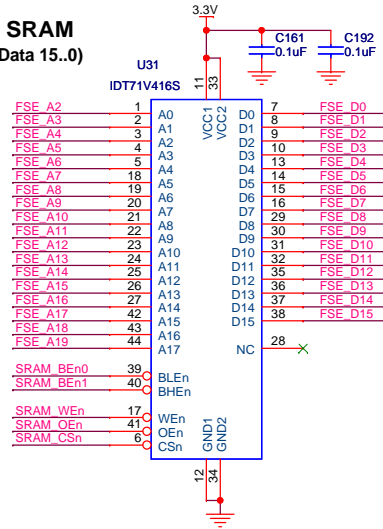 SRAM
Data 15..0)
3.3V
C161
0.1uF
C192
0.1uF
U31
IDT71V416S
11
33
VCC1
VCC2
FSE_A2 1 A0 D0 7 FSE_D0
FSE_A3 2 A1 D1 8 FSE_D1
FSE_A4 3 A2 D2 9 FSE_D2
FSE_A5 4 A3 D3 10 FSE_D3
FSE_A6 5 A4 D4 13 FSE_D4
FSE_A7 18 A5 D5 14 FSE_D5
FSE_A8 19 A6 D6 15 FSE_D6
FSE_A9 20 A7 D7 16 FSE_D7
FSE_A10 21 A8 D8 29 FSE_D8
FSE_A11 22 A9 D9 30 FSE_D9
FSE_A12 23 A10 D10 31 FSE_D10
FSE_A13 24 A11 D11 32 FSE_D11
FSE_A14 25 A12 D12 35 FSE_D12
FSE_A15 26 A13 D13 36 FSE_D13
FSE_A16 27 A14 D14 37 FSE_D14
FSE_A17 42 A15 D15 38 FSE_D15
FSE_A18 43 A16
FSE_A19 44 A17 NC 28
SRAM_BEn0 39 BLEn
SRAM_BEn1 40 BHEn
SRAM_WEn 17 WEn
SRAM_OEn 41 OEn
SRAM_CSn 6 CSn
GND1
GND2
12
34